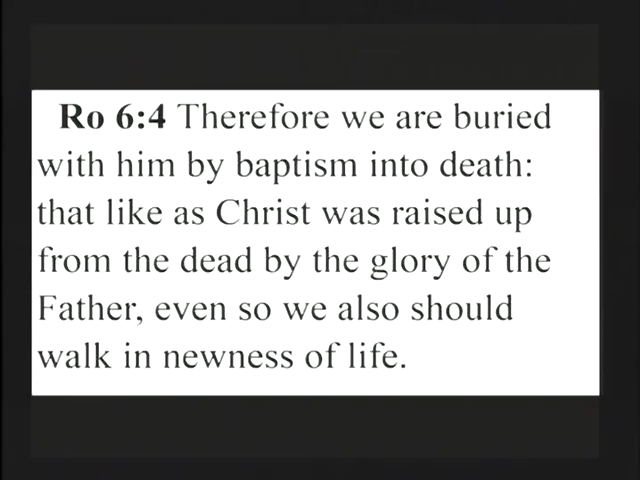 Ro 6:4 Therefore we are buried
with him by baptism into death:
that like as Christ was raised up
from the dead by the glory of the
Father, even so we also should
walk in newness of life.